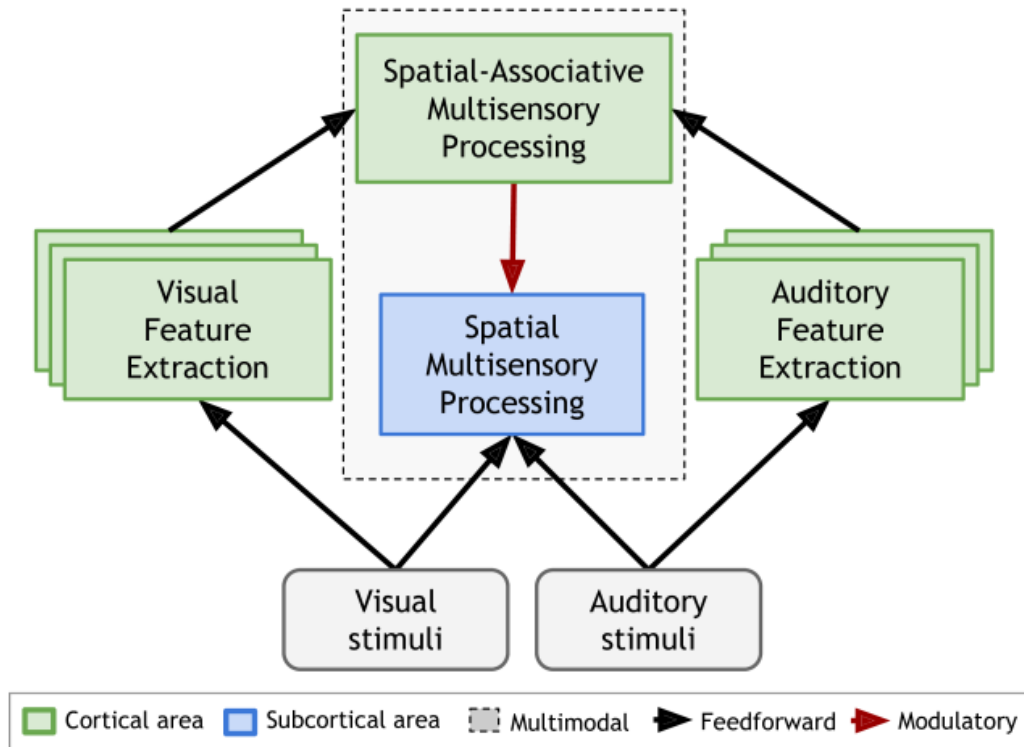 Spatial-Associative
Multisensory
Processing
Visual
Feature
Extraction
Spatial
Multisensory
Processing
Auditory
Feature
Extraction
Visual
stimuli
Auditory
stimuli
Cortical area
Subcortical area
Multimodal
Feedforward
Modulatory